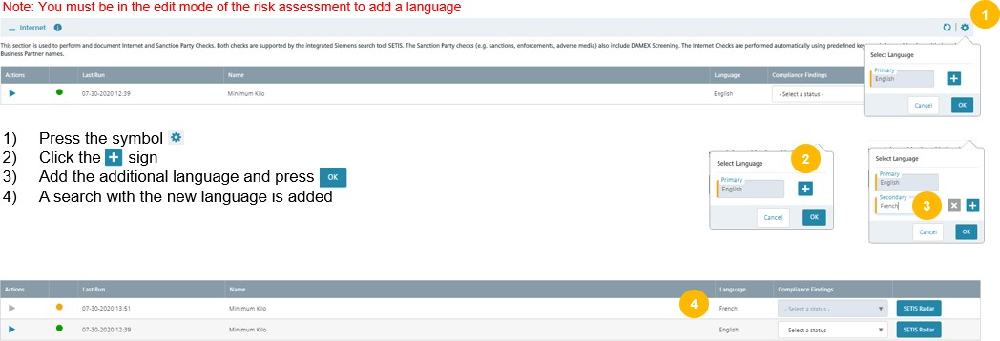 Note: You must be in the edit mode of the risk assessment to add a language
1
Internet
This section is used to perform and document Internet and Sanction Party Checks. Both checks are supported by the integrated Siemens search tool SETIS. The Sanction Party checks (e.g. sanctions, enforcements, adverse media) also include DAMEX Screening. The Internet Checks are performed automatically using predefined
Business Partner names.
Select Language
Primary
English
Cancel OK
Actions Last Run Name Language Compliance Findings
07-30-2020 12:39 Minimum Kilo English - Select a status -
1) Press the symbol
2) Click the + sign
3) Add the additional language and press OK
4) A search with the new language is added
2
Select Language
Primary
English
Cancel OK
Select Language
Primary
English
Secondary
French
3
Cancel OK
Actions Last Run Name Language Compliance Findings
4
07-30-2020 13:51 Minimum Kilo French - Select a status - SETIS Radar
07-30-2020 12:39 Minimum Kilo English - Select a status - SETIS Radar